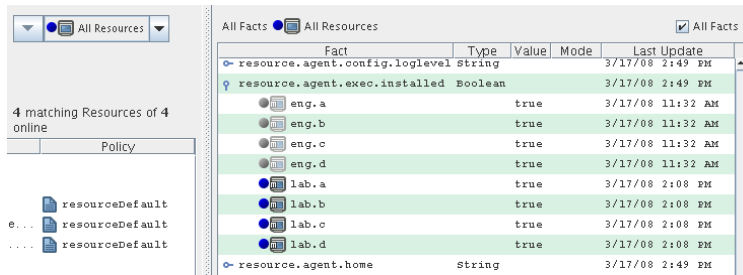 All Resources
4 matching Resources of 4
online
Policy
resourceDefault
e... resourceDefault
.... resourceDefault
All Facts All Resources All Facts
Fact Type Value Mode Last Update
resource.agent.config.loglevel String 3/17/08 2:49 PM
resource.agent.exec.installed Boolean 3/17/08 2:49 PM
eng.a true 3/17/08 11:32 AM
eng.b true 3/17/08 11:32 AM
eng.c true 3/17/08 11:32 AM
eng.d true 3/17/08 11:32 AM
lab.a true 3/17/08 2:08 PM
lab.b true 3/17/08 2:08 PM
lab.c true 3/17/08 2:08 PM
lab.d true 3/17/08 2:08 PM
resource.agent.home String 3/17/08 2:49 PM